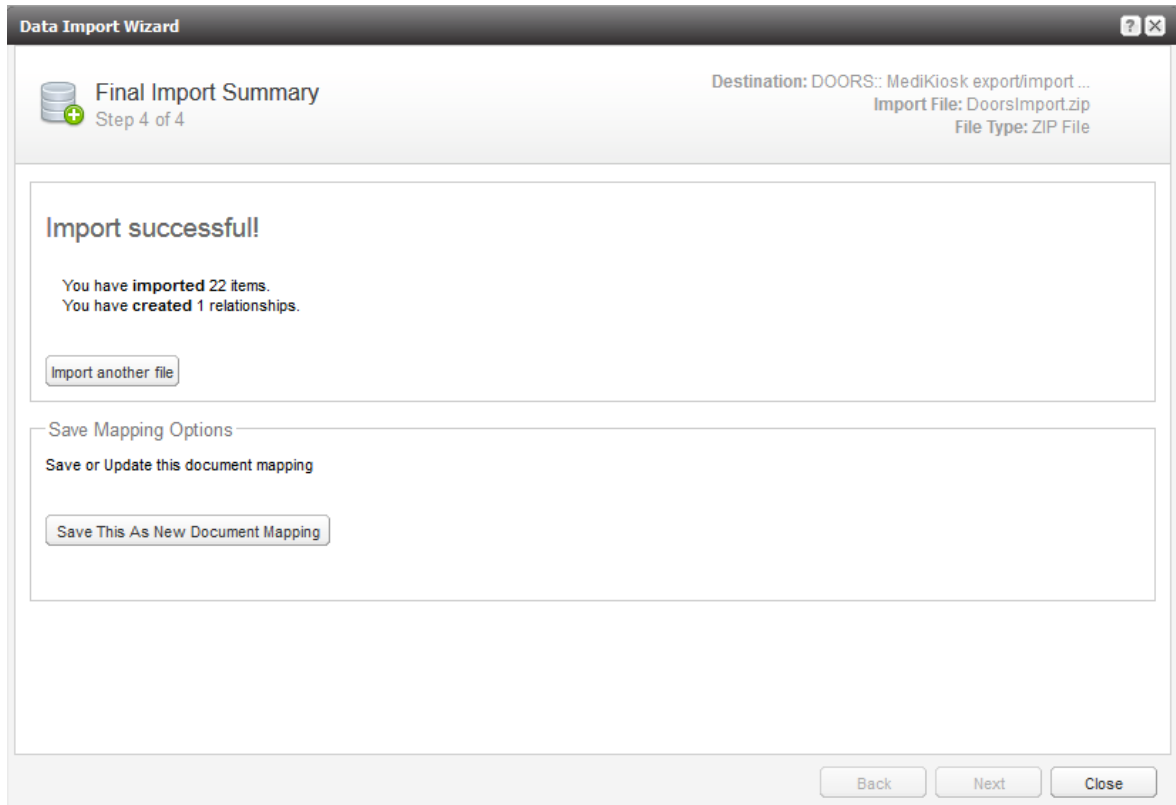 Data Import Wizard
?
Final Import Summary
Step 4 of 4
Destination: DOORS:: MediKiosk export/import ...
Import File: DoorsImport.zip
File Type: ZIP File
Import successful!
You have imported 22 items.
You have created 1 relationships.
Import another file
Save Mapping Options
Save or Update this document mapping
Save This As New Document Mapping
Back
Next
Close